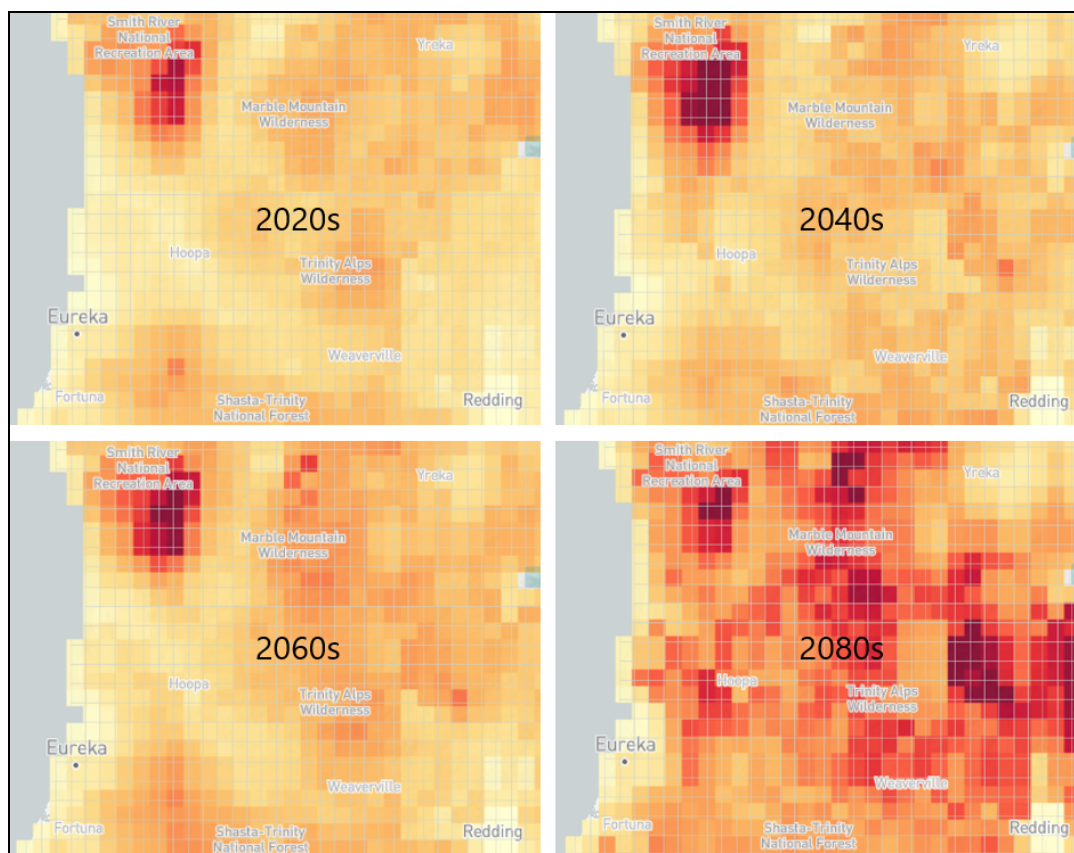 Smith River
National
Recreation Area
Yreka
Marble Mountain
Wilderness
2020s
Hoopa
Trinity Alps
Wilderness
Eureka
Weaverville
Fortuna
Shasta-Trinity
National Forest
Redding
Smith River
National
Recreation Area
Yreka
Marble Mountain
Wilderness
2040s
Hoopa
Trinity Alps
Wilderness
Eureka
Weaverville
Fortuna
Shasta-Trinity
National Forest
Redding
Smith River
National
Recreation Area
Yreka
Marble Mountain
Wilderness
2060s
Hoopa
Trinity Alps
Wilderness
Eureka
Weaverville
Fortuna
Shasta-Trinity
National Forest
Redding
Smith River
National
Recreation Area
Yreka
Marble Mountain
Wilderness
2080s
Hoopa
Trinity Alps
Wilderness
Eureka
Weaverville
Fortuna
Shasta-Trinity
National Forest
Redding